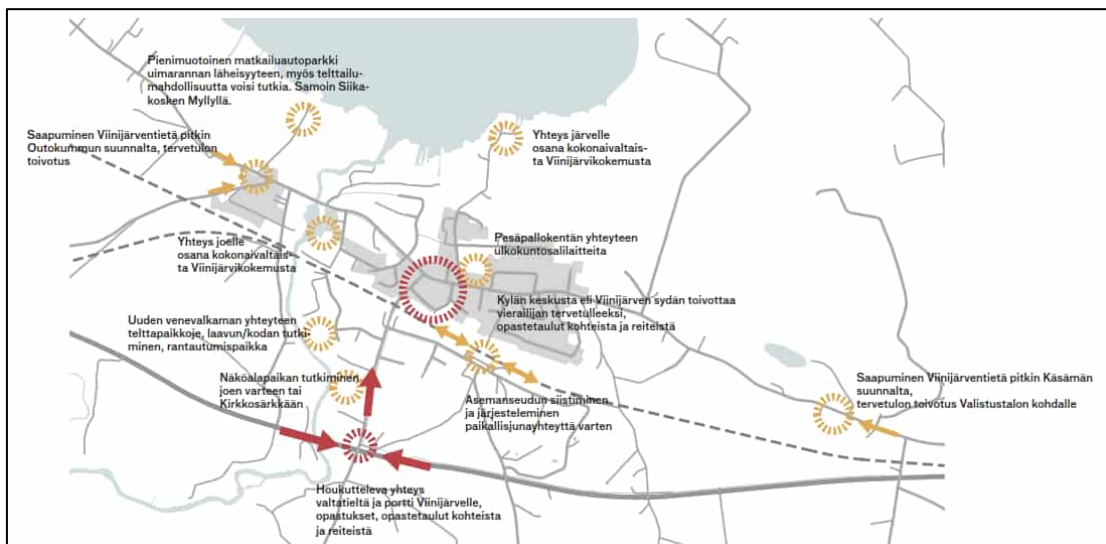 Pienimuotoinen matkailuautoparkki
uimarannan läheisyyteen, myös telttailu-
mahdollisuutta voisi tutkia. Samoin Siika-
kosken Myllyllä.
Saapuminen Viinijärventietä pitkin
Outokummun suunnalta, tervetulon
toivotus
Yhteys järvelle
osana kokonaivaltais-
ta Viinijärvikokemusta
Yhteys joelle
osana kokonaivaltais-
ta Viinijärvikokemusta
Pesäpallokentän yhteyteen
ulkokuntosalilaitteita
Kylän keskusta eli Viinijärven sydän toivottaa
vierailijan tervetulleeksi,
opastetaulut kohteista ja reiteistä
Uuden venevalkaman yhteyteen
telttapaikkoje, laavun/kodan tutki-
minen, rantautumispaikka
Näköalapaikan tutkiminen
joen varteen tai
Kirkkosärkkään
Asemanseudun siistiminen
ja järjesteleminen
paikallisjunayhteyttä varten
Saapuminen Viinijärventietä pitkin Käsämän
suunnalta,
tervetulon toivotus Valistustalon kohdalle
Houkutteleva yhteys
valtatieltä ja portti Viinijärvelle,
opastukset, opastetaulut kohteista
ja reiteistä